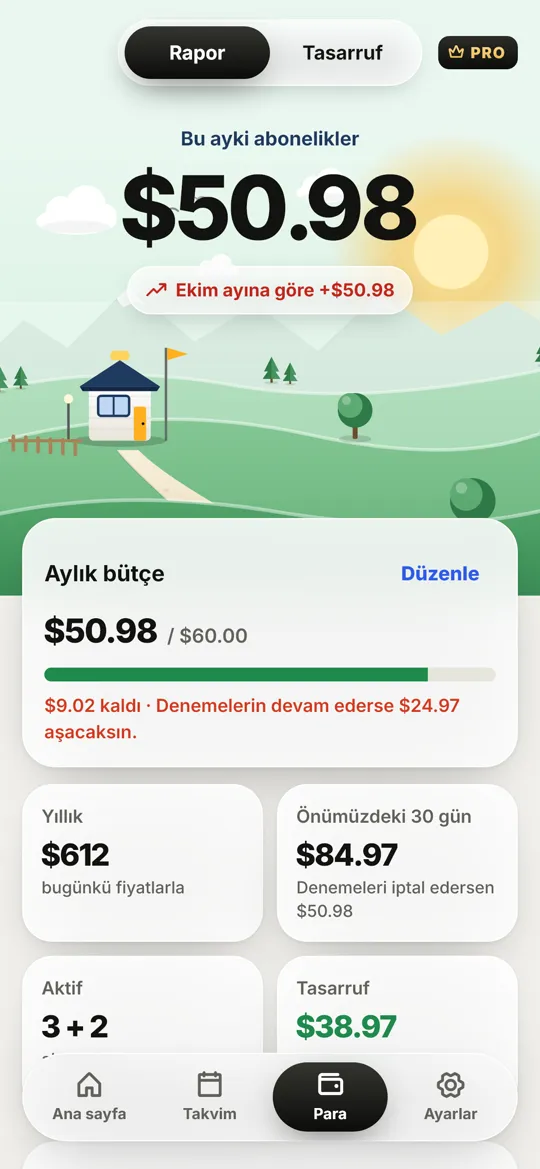 Rapor
Tasarruf
PRO
Bu ayki abonelikler
$50.98
Ekim ayına göre +$50.98
Aylık bütçe
Düzenle
$50.98 / $60.00
$9.02 kaldı · Denemelerin devam ederse $24.97
aşacaksın.
Yıllık
$612
bugünkü fiyatlarla
Önümüzdeki 30 gün
$84.97
Denemeleri iptal edersen
$50.98
Aktif
3 + 2
Tasarruf
$38.97
Ana sayfa
Takvim
Para
Ayarlar